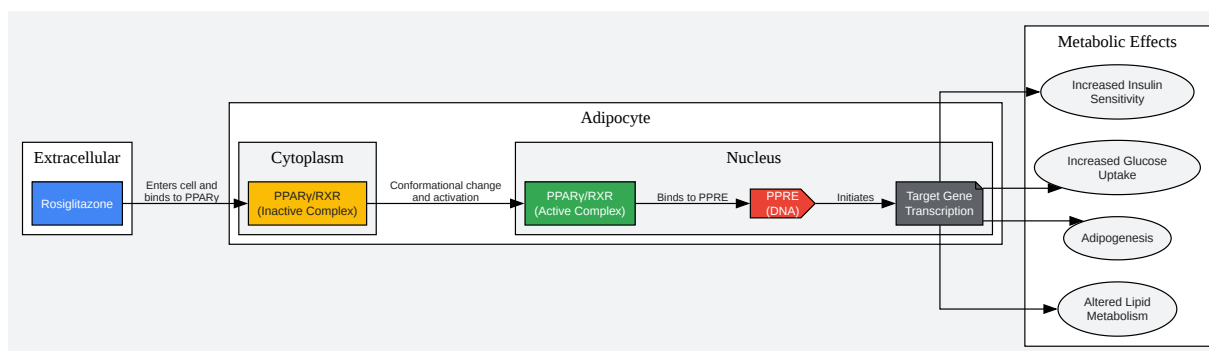 Extracellular
Rosiglitazone
Enters cell and
binds to PPARγ
Adipocyte
Cytoplasm
PPARγ/RXR
(Inactive Complex)
Conformational change
and activation
Nucleus
PPARγ/RXR
(Active Complex)
Binds to PPRE
PPRE
(DNA)
Initiates
Target Gene
Transcription
Metabolic Effects
Increased Insulin
Sensitivity
Increased Glucose
Uptake
Adipogenesis
Altered Lipid
Metabolism